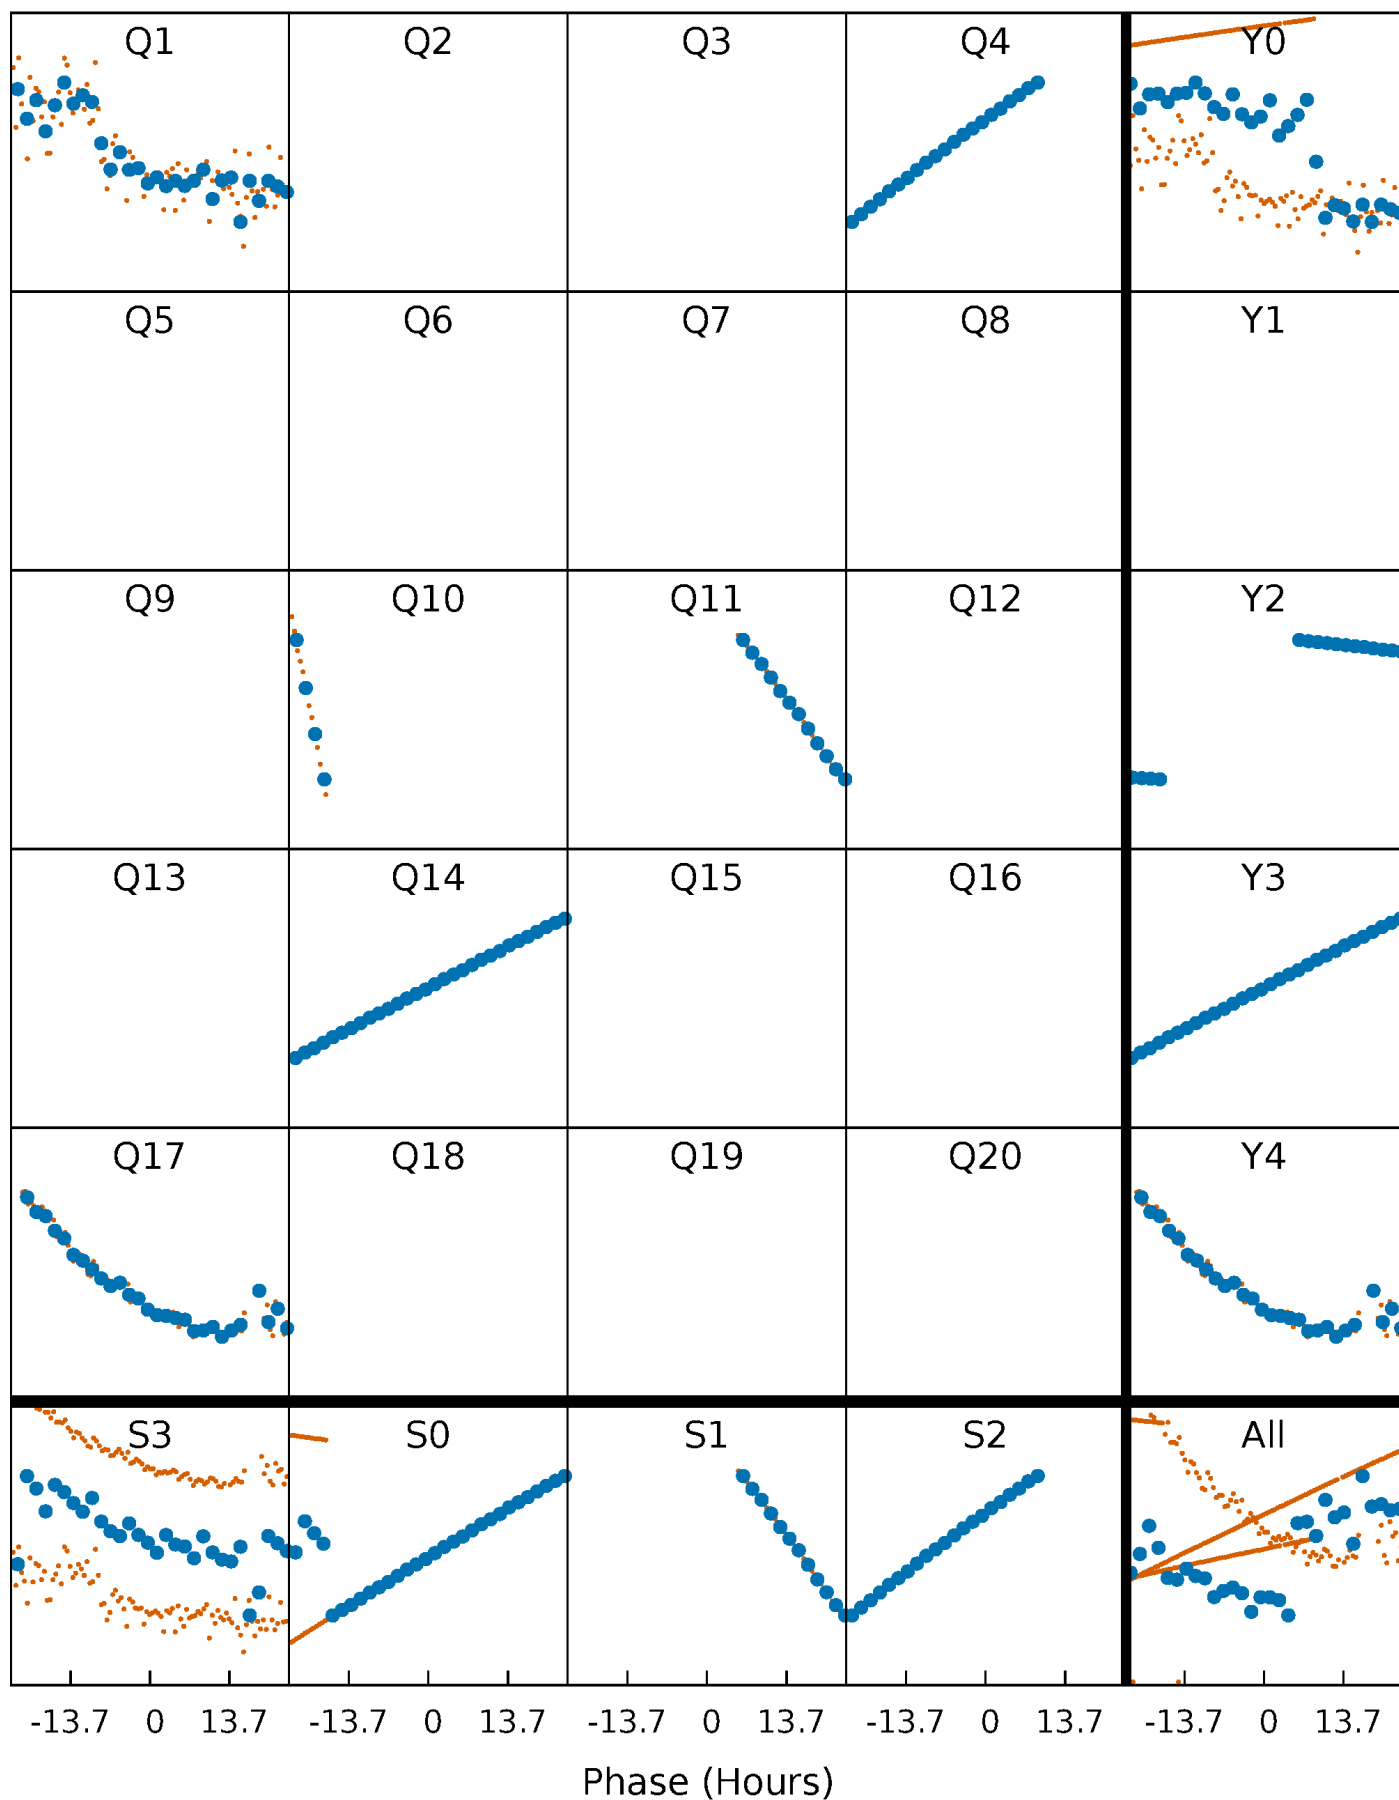 Q1 Q2 Q3 Q4 Y0
Q5 Q6 Q7 Q8 Y1
Q9 Q10 Q11 Q12 Y2
Q13 Q14 Q15 Q16 Y3
Q17 Q18 Q19 Q20 Y4
S3 S0 S1 S2 All
-13.7 0 13.7 -13.7 0 13.7 -13.7 0 13.7 -13.7 0 13.7 -13.7 0 13.7
Phase (Hours)